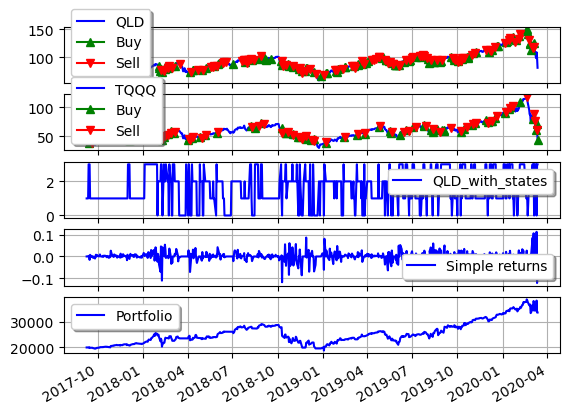 150
QLD
Buy
100
Sell
TQQQ
100
Buy
50
Sell
2
QLD_with_states
0
0.1
0.0
Simple returns
−0.1
Portfolio
30000
20000
2017-10
2018-01
2018-04
2018-07
2018-10
2019-01
2019-04
2019-07
2019-10
2020-01
2020-04